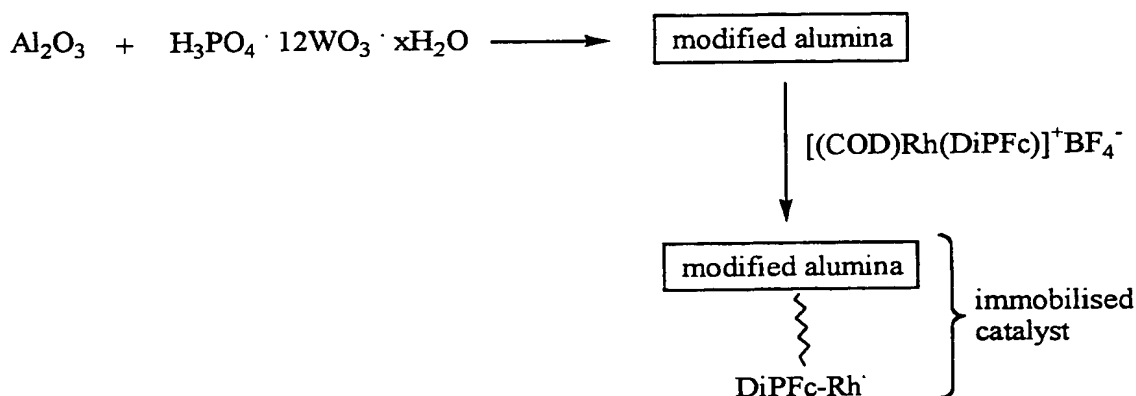 Al₂O₃ + H₃PO₄ · 12WO₃ · xH₂O
modified alumina
[(COD)Rh(DiPFc)]⁺BF₄⁻
modified alumina
immobilised
catalyst
DiPFc-Rh·